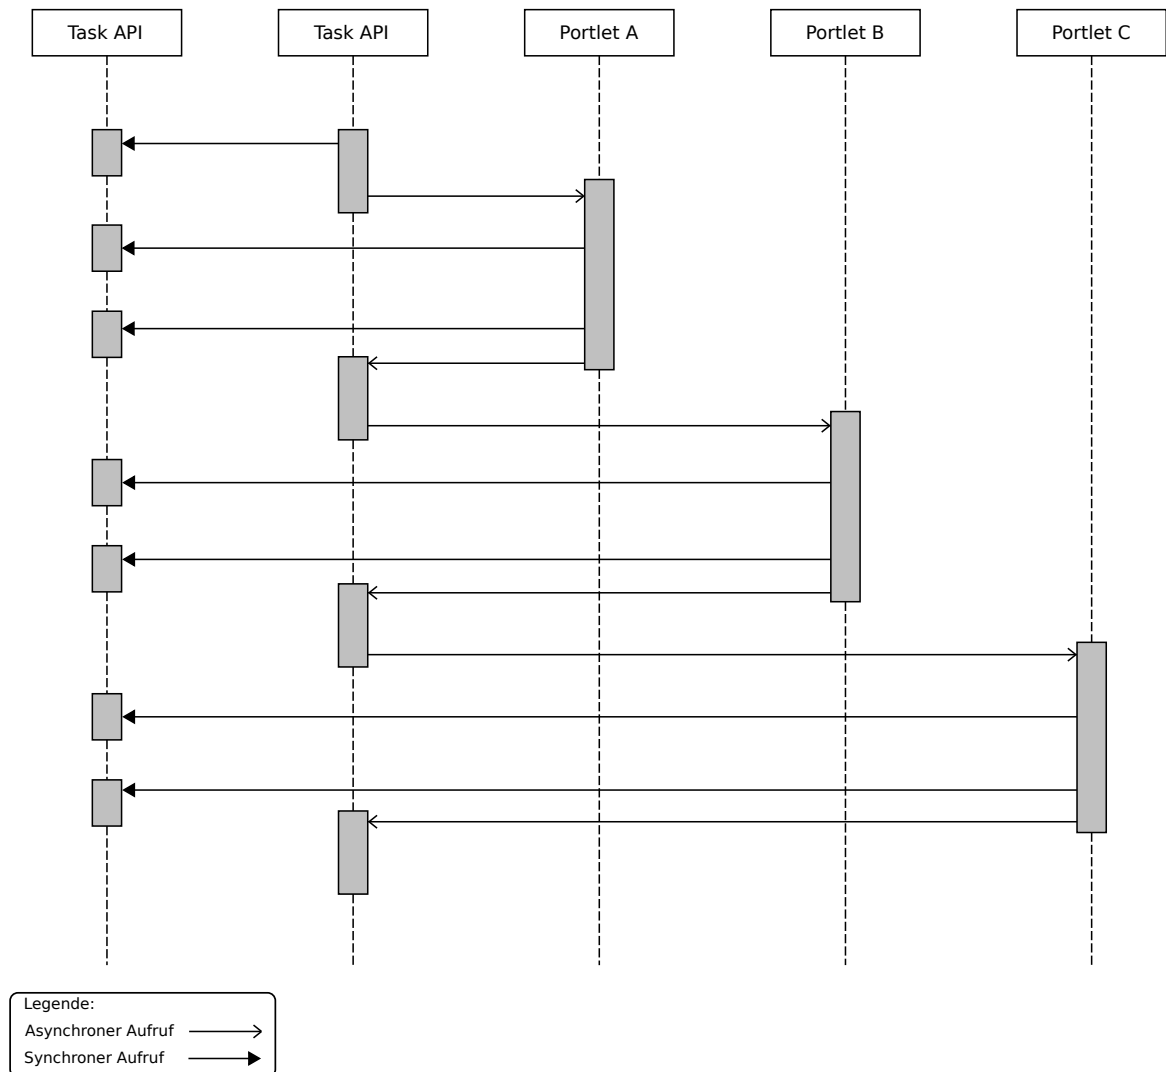 Task API
Task API
Portlet A
Portlet B
Portlet C
Legende:
Asynchroner Aufruf
Synchroner Aufruf